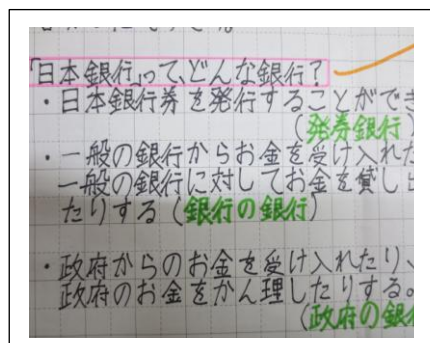 「日本銀行」って、どんな銀行?
・日本銀行券を発行することができ
(発券銀行)
・一般の銀行からお金を受け入れた
一般の銀行に対してお金を貸し出
たりする(銀行の銀行)
・政府からのお金を受け入れたり、
政府のお金をかん理したりする。
(政府の銀行